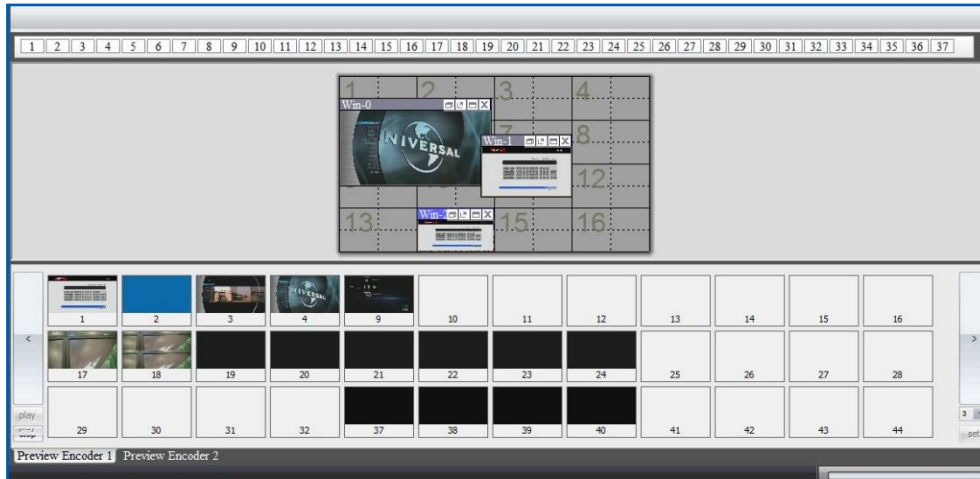 1 2 3 4 5 6 7 8 9 10 11 12 13 14 15 16 17 18 19 20 21 22 23 24 25 26 27 28 29 30 31 32 33 34 35 36 37
1 2 3 4
Win-0
NIVERSAL
Win-1
7 8
12
Win-2
13 15 16
1 2 3 4 9 10 11 12 13 14 15 16
NIVERSAL
< >
17 18 19 20 21 22 23 24 25 26 27 28
play 3
stop set
29 30 31 32 37 38 39 40 41 42 43 44
Preview Encoder 1 Preview Encoder 2